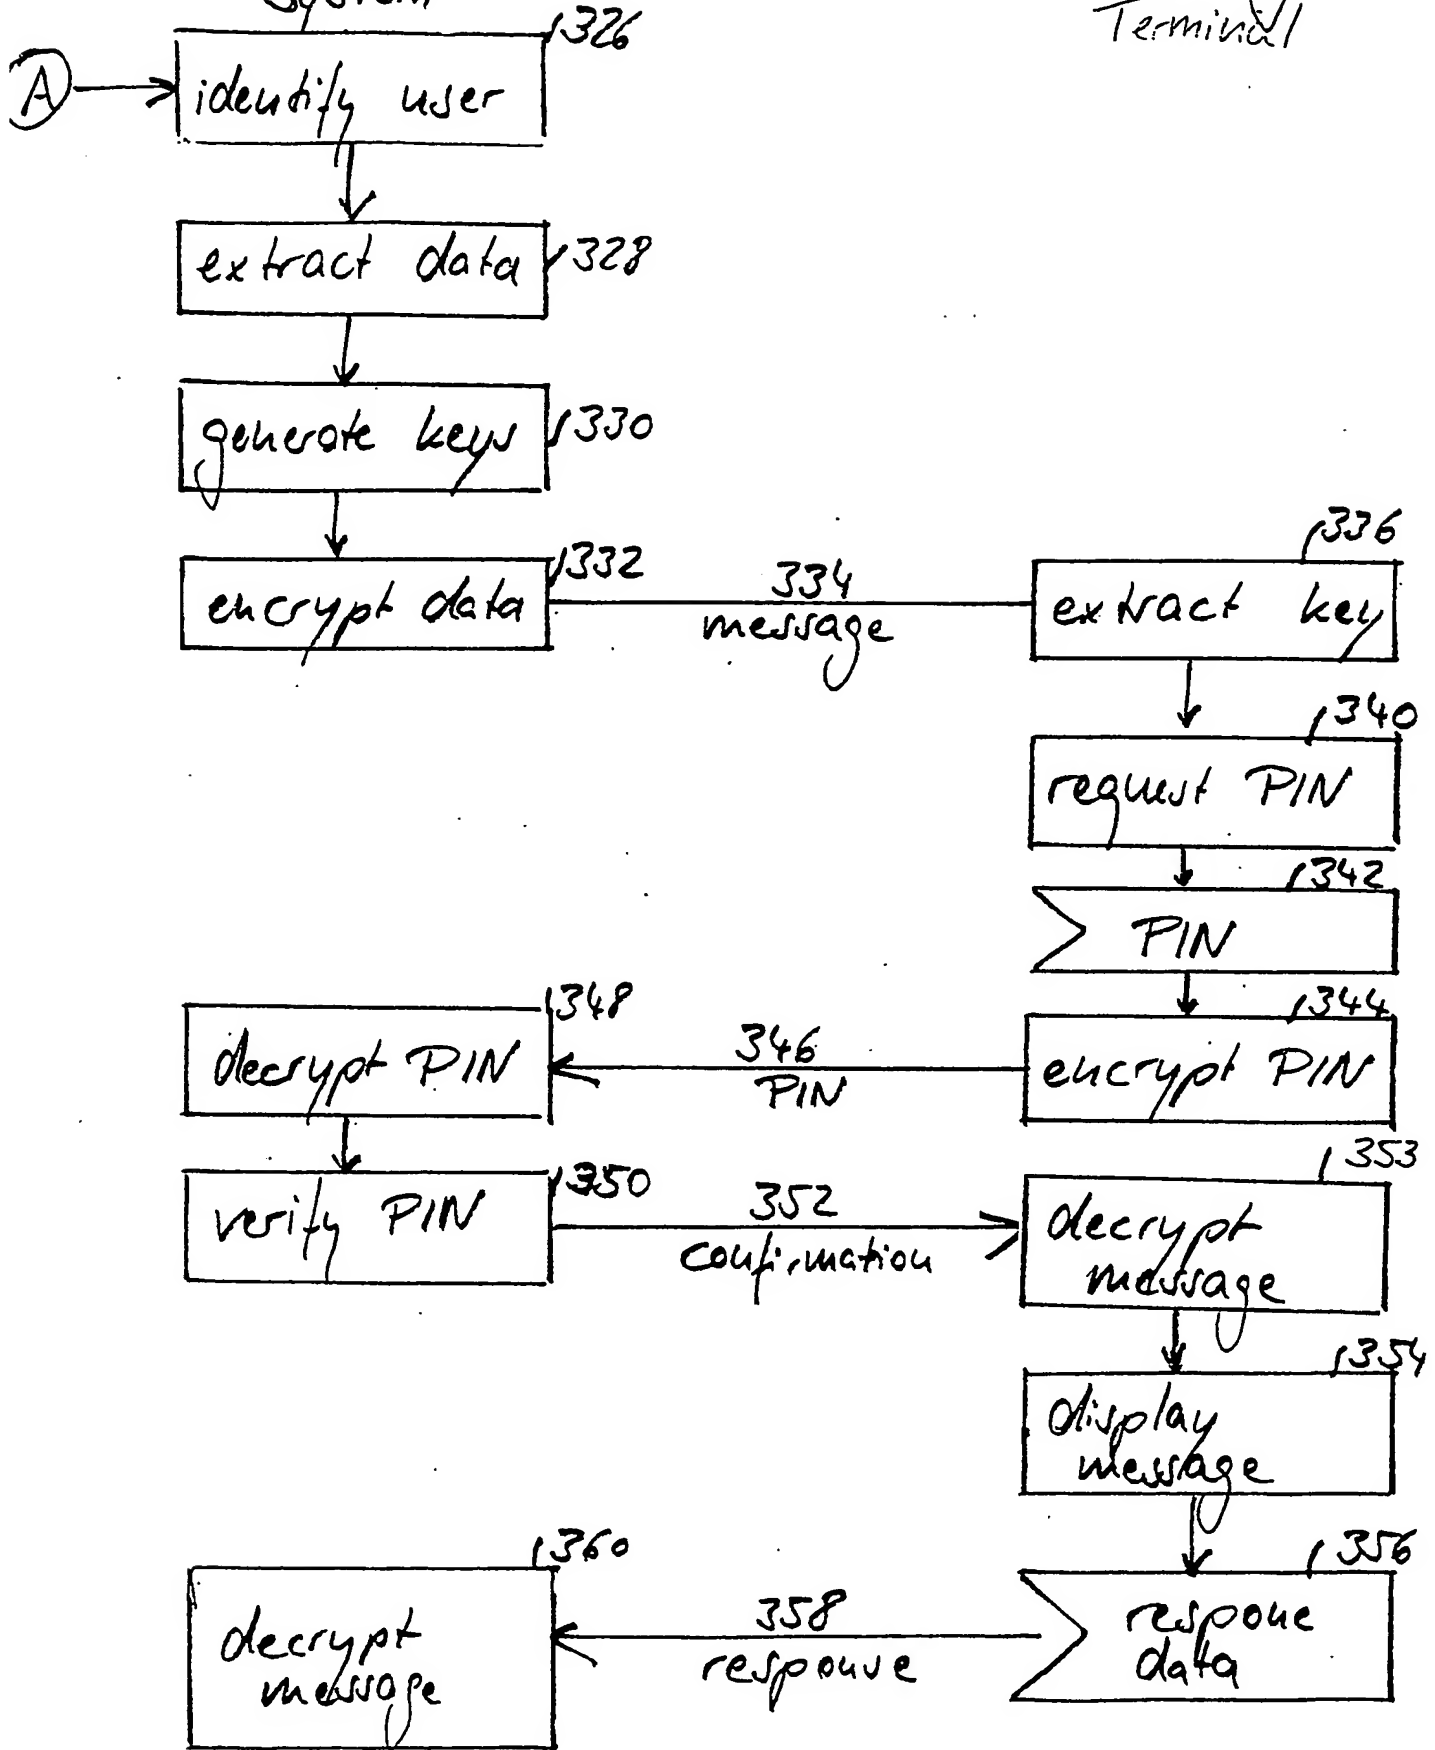 System
Terminal
326
A
identify user
extract data
328
generate keys
330
336
encrypt data
332
334
message
extract key
340
request PIN
342
PIN
348
344
decrypt PIN
346
PIN
encrypt PIN
353
350
verify PIN
352
confirmation
decrypt
message
354
display
message
360
356
decrypt
message
358
response
respone
data